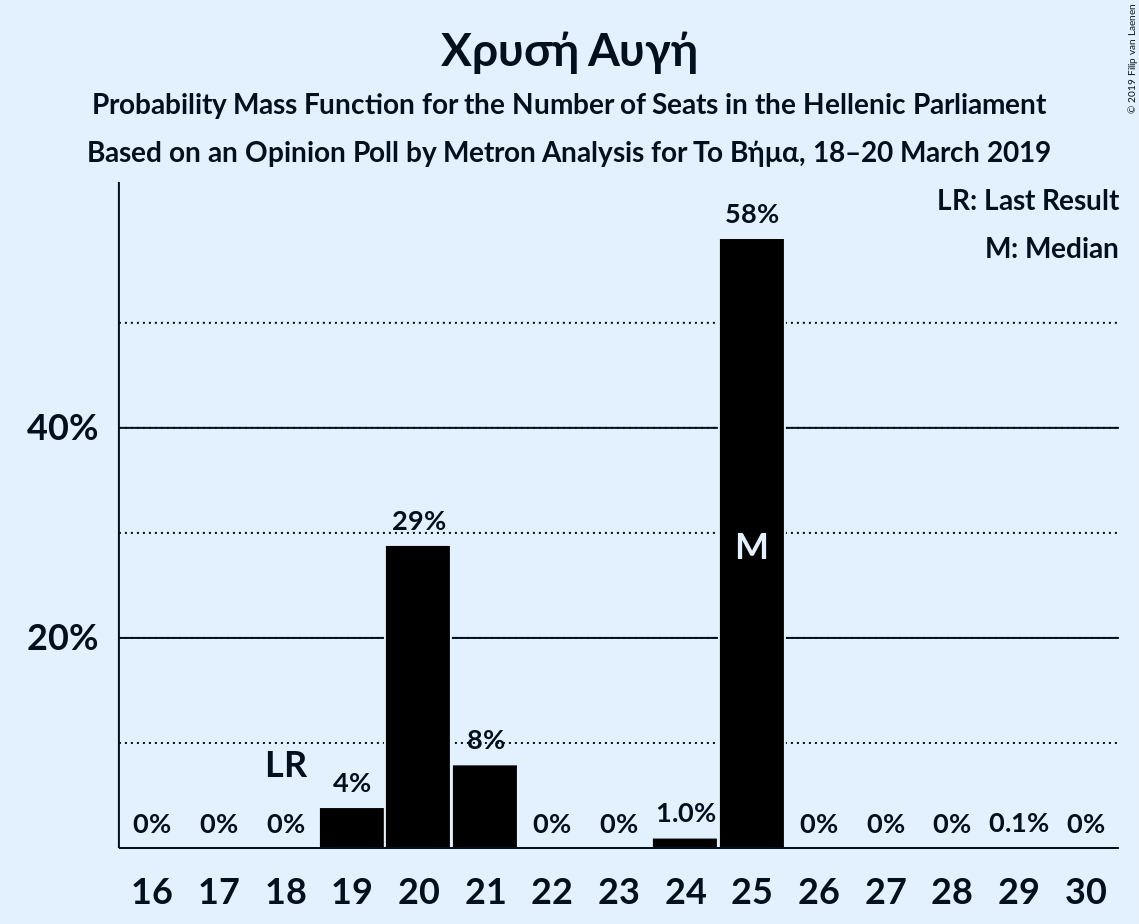 Χρυσή Αυγή
Probability Mass Function for the Number of Seats in the Hellenic Parliament
Based on an Opinion Poll by Metron Analysis for Το Βήμα, 18–20 March 2019
© 2019 Filip van Laenen
LR: Last Result
M: Median
58%
40%
29%
M
20%
8%
LR
4%
0% 0% 0% 0% 0% 1.0% 0% 0% 0% 0.1% 0%
16 17 18 19 20 21 22 23 24 25 26 27 28 29 30